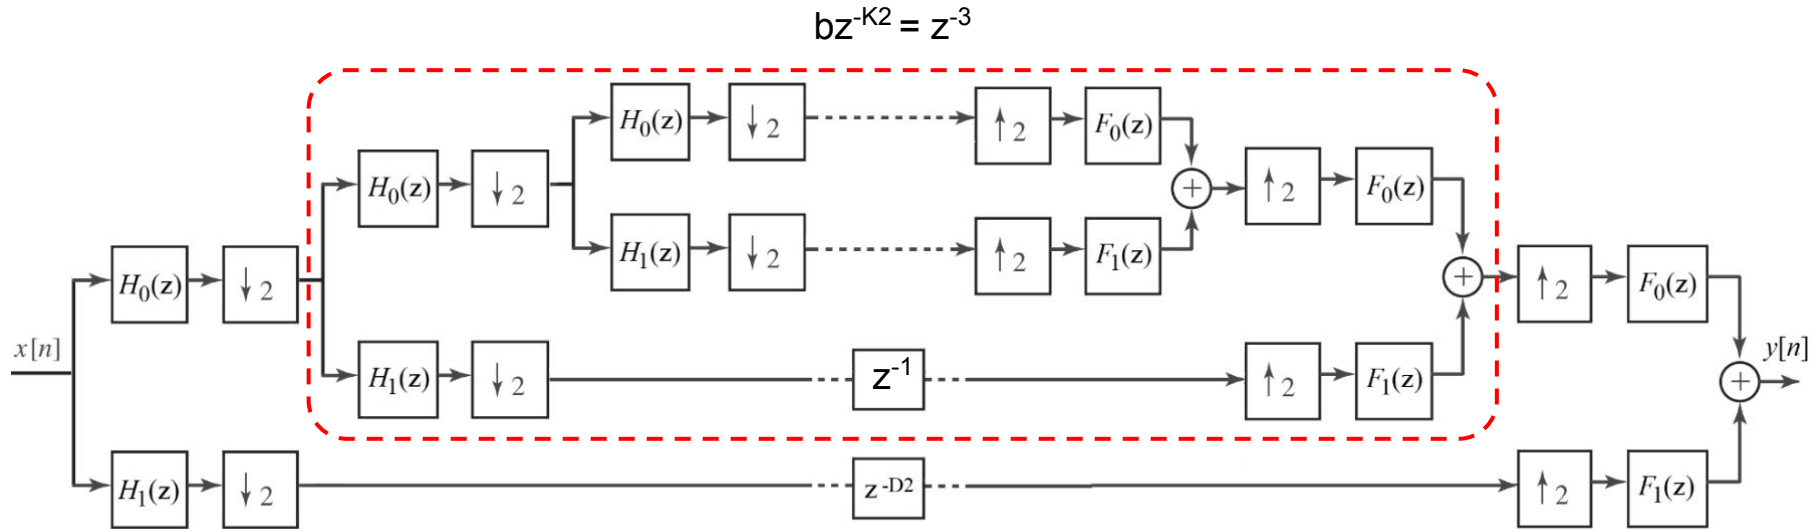 bz-K2 = z-3
H0(z) ↓2 ↑2 F0(z)
H0(z) ↓2 + ↑2 F0(z)
H1(z) ↓2 ↑2 F1(z)
H0(z) ↓2 + ↑2 F0(z)
x[n] y[n]
H1(z) ↓2 z-1 ↑2 F1(z) +
H1(z) ↓2 z-D2 ↑2 F1(z)